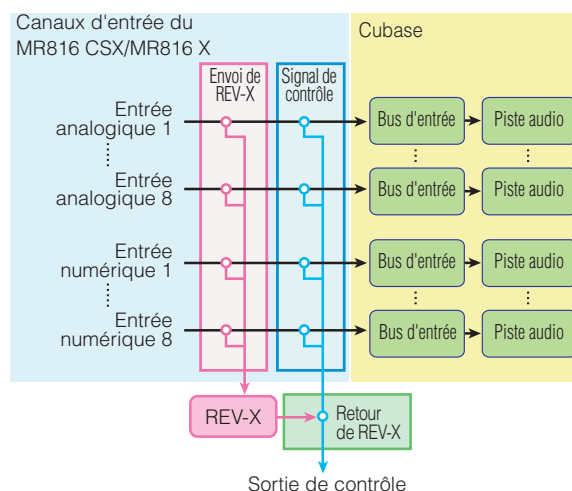 Canaux d'entrée du
MR816 CSX/MR816 X
Cubase
Envoi de
REV-X
Signal de
contrôle
Entrée
analogique 1
Bus d'entrée
Piste audio
Entrée
analogique 8
Bus d'entrée
Piste audio
Entrée
numérique 1
Bus d'entrée
Piste audio
Entrée
numérique 8
Bus d'entrée
Piste audio
REV-X
Retour
de REV-X
Sortie de contrôle